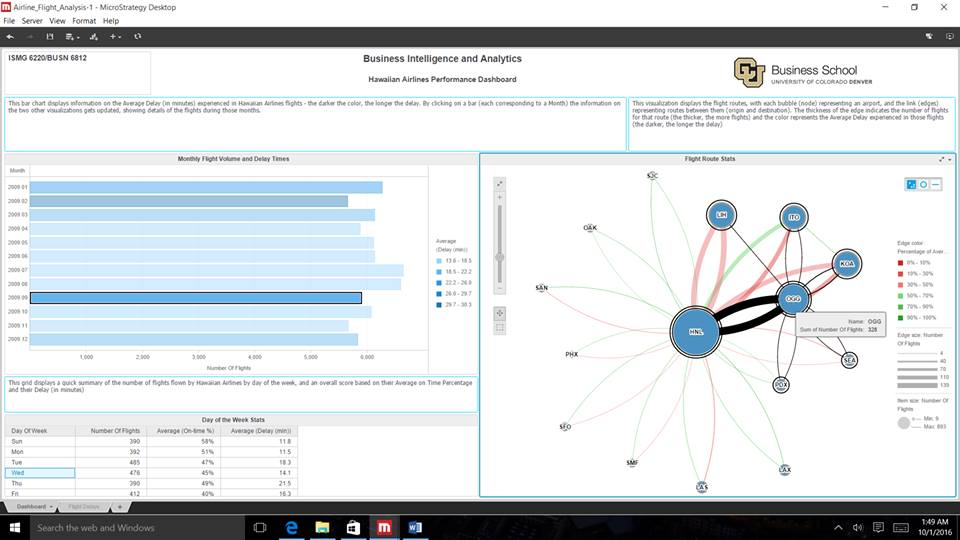 Airline_Flight_Analysis-1 - MicroStrategy Desktop
File Server View Format Help
ISMG 6220/BUSN 6812
Business Intelligence and Analytics
Hawaiian Airlines Performance Dashboard
CU
Business School
UNIVERSITY OF COLORADO DENVER
This bar chart displays information on the Average Delay (in minutes) experienced in Hawaiian Airlines flights - the darker the color, the longer the delay. By clicking on a bar (each corresponding to a Month) the information on
the two other visualizations gets updated, showing details of the flights during those months.
This visualization displays the flight routes, with each bubble (node) representing an airport, and the link (edges)
representing routes between them (origin and destination). The thickness of the edge indicates the number of flights
for that route (the thicker, the more flights) and the color represents the Average Delay experienced in those flights
(the darker, the longer the delay)
Monthly Flight Volume and Delay Times
Month
2009 01
2009 02
2009 03
2009 04
2009 05
2009 06
2009 07
2009 08
2009 09
2009 10
2009 11
2009 12
1,000 2,000 3,000 4,000 5,000 6,000
Number Of Flights
Average
(Delay (min))
13.6 - 18.5
18.5 - 22.2
22.2 - 26.0
26.0 - 29.7
29.7 - 30.3
This grid displays a quick summary of the number of flights flown by Hawaiian Airlines by day of the week, and an overall score based on their Average on Time Percentage
and their Delay (in minutes)
Day of the Week Stats
Day Of Week Number Of Flights Average (On-time %) Average (Delay (min))
Sun 390 58% 11.8
Mon 392 51% 11.5
Tue 485 47% 18.3
Wed 476 45% 14.1
Thu 390 49% 21.5
Fri 412 40% 16.3
Flight Route Stats
SJC
OAK
SAN
PHX
SFO
SMF
LAS
LAX
PDX
SEA
LIH
ITO
KOA
OGG
HNL
Name: OGG
Sum of Number Of Flights: 328
Edge color:
Percentage of Aver...
0% - 10%
10% - 30%
30% - 50%
50% - 70%
70% - 90%
90% - 100%
Edge size: Number
Of Flights
4
40
70
110
139
Item size: Number Of
Flights
Min: 9
Max: 893
Dashboard Flight Delays
Search the web and Windows
1:49 AM
10/1/2016